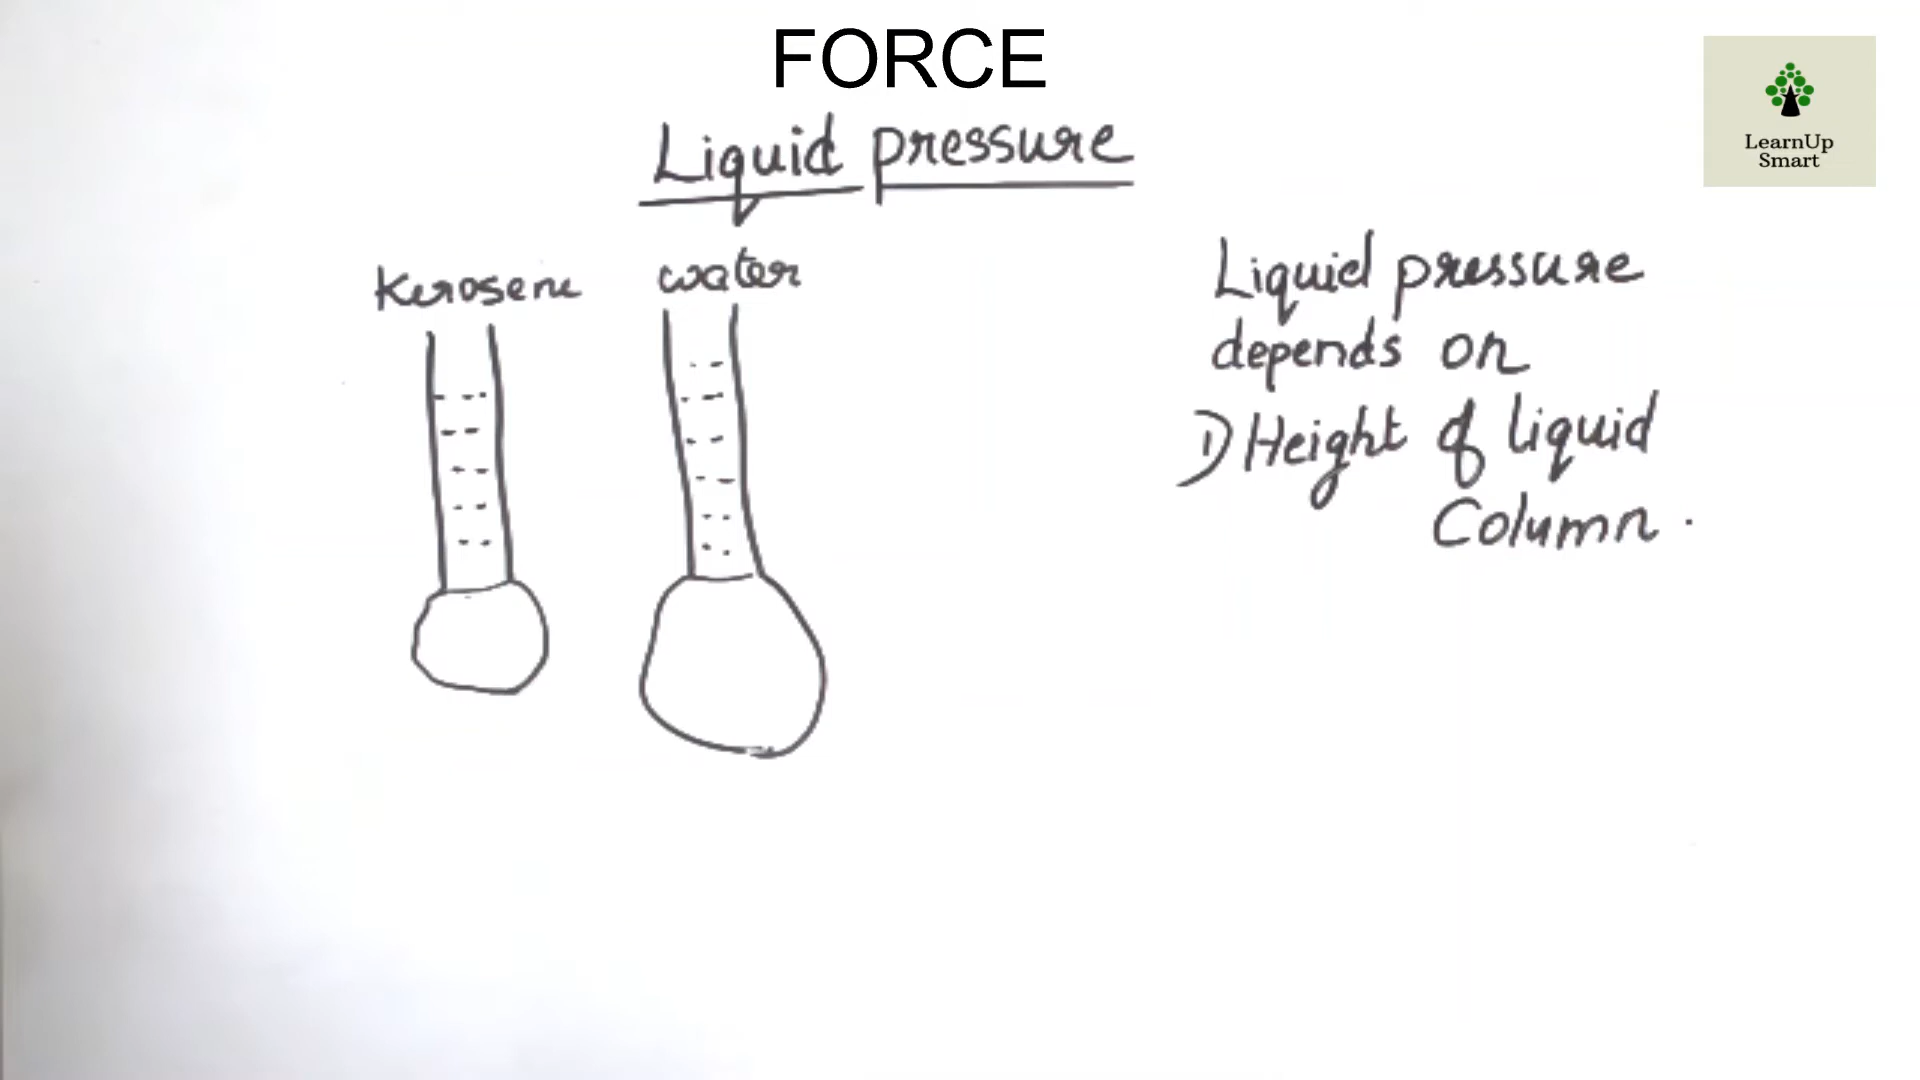 FORCE
LearnUp
Smart
Liquid pressure
Kerosene water
Liquid pressure
depends on
1) Height of liquid
Column.